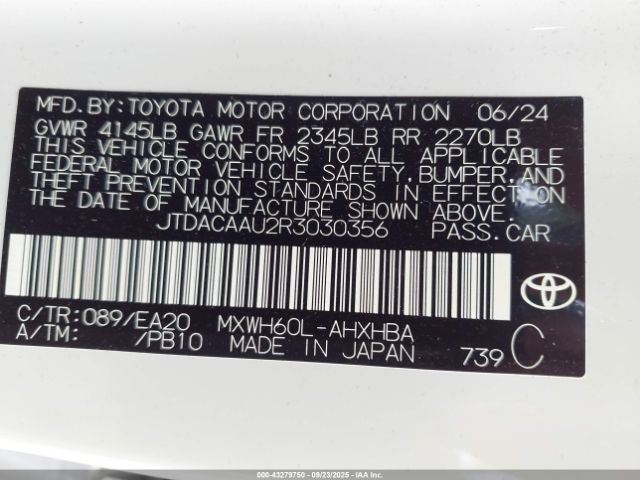 MFD. BY: TOYOTA MOTOR CORPORATION 06/24
GVWR 4145LB GAWR FR 2345LB RR 2270LB
THIS VEHICLE CONFORMS TO ALL APPLICABLE
FEDERAL MOTOR VEHICLE SAFETY, BUMPER, AND
THEFT PREVENTION STANDARDS IN EFFECT ON
THE DATE OF MANUFACTURE SHOWN ABOVE.
JTDACAAU2R3030356 PASS. CAR
C/TR: 089/EA20 MXWH60L-AHXHBA
A/TM: /PB10 MADE IN JAPAN 739 C
000-43279750 | 09/23/2025 | IAAI.COM